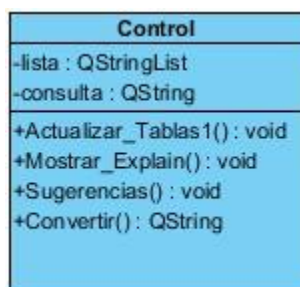 Control
-lista : QStringList
-consulta : QString
+Actualizar_Tablas1() : void
+Mostrar_Explain() : void
+Sugerencias() : void
+Convertir() : QString